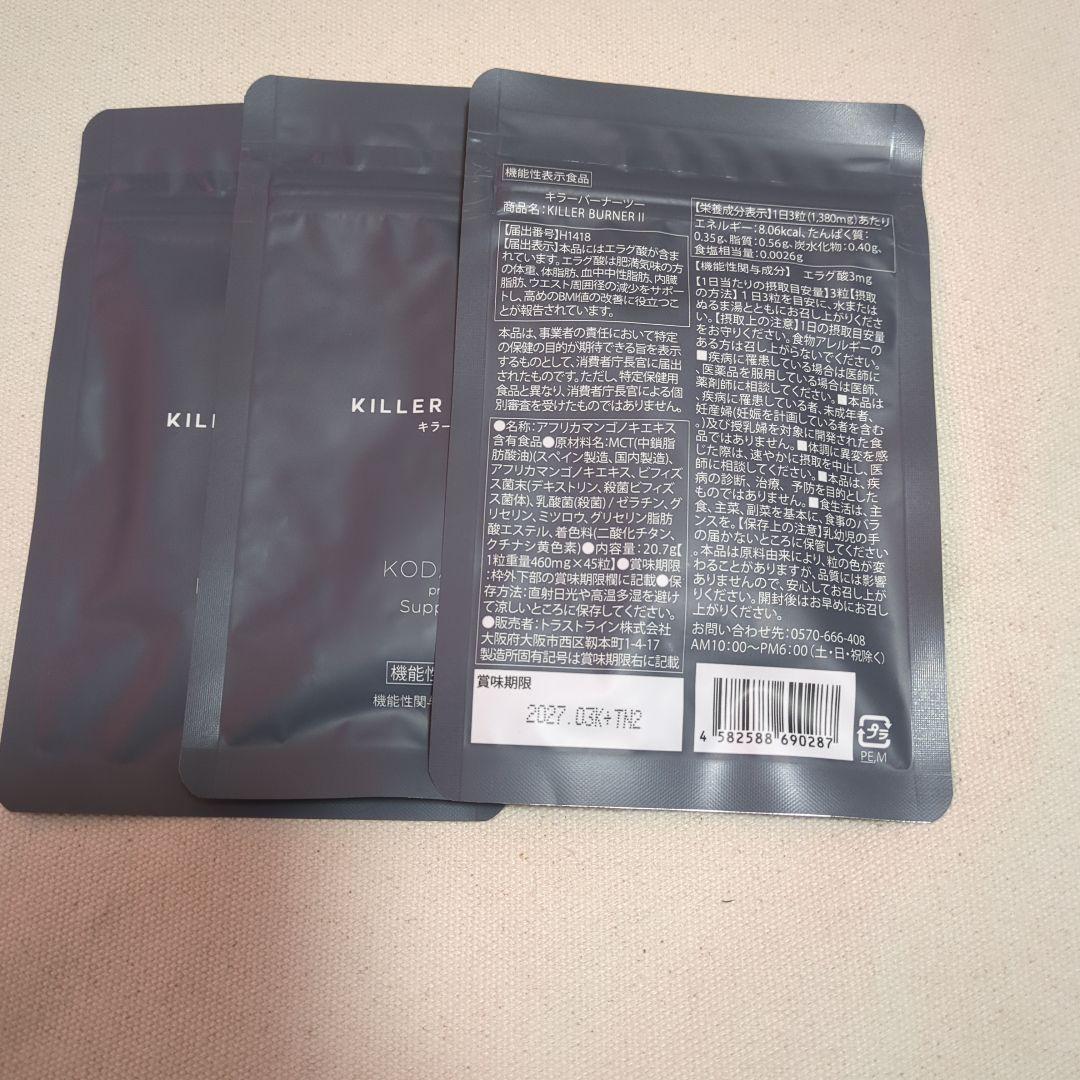 KILL
KILLER
キラー
KODA
pr
Supp
機能性
機能性関与
機能性表示食品
キラーバーナーツー
商品名:KILLER BURNER II
【届出番号】H1418
【届出表示】本品にはエラグ酸が含ま
れています。エラグ酸は肥満気味の方
の体重、体脂肪、血中中性脂肪、内臓
脂肪、ウエスト周囲径の減少をサポー
トし、高めのBMI値の改善に役立つこ
とが報告されています。
本品は、事業者の責任において特定
の保健の目的が期待できる旨を表示
するものとして、消費者庁長官に届出
されたものです。ただし、特定保健用
食品と異なり、消費者庁長官による個
別審査を受けたものではありません。
●名称:アフリカマンゴノキエキス
含有食品●原材料名:MCT(中鎖脂
肪酸油)(スペイン製造、国内製造)、
アフリカマンゴノキエキス、ビフィズ
ス菌末(デキストリン、殺菌ビフィズ
ス菌体)、乳酸菌(殺菌)/ゼラチン、グ
リセリン、ミツロウ、グリセリン脂肪
酸エステル、着色料(二酸化チタン、
クチナシ黄色素)●内容量:20.7g【
1粒重量460mg×45粒】●賞味期限
:枠外下部の賞味期限欄に記載●保
存方法:直射日光や高温多湿を避け
て涼しいところに保存してください。
●販売者:トラストライン株式会社
大阪府大阪市西区靱本町1-4-17
製造所固有記号は賞味期限右に記載
賞味期限
2027.03K+TN2
【栄養成分表示】1日3粒(1,380mg)あたり
エネルギー:8.06kcal、たんぱく質:
0.35g、脂質:0.56g、炭水化物:0.40g、
食塩相当量:0.0026g
【機能性関与成分】 エラグ酸3mg
【1日当たりの摂取目安量】3粒【摂取
の方法】1日3粒を目安に、水または
ぬるま湯とともにお召し上がりくださ
い。【摂取上の注意】1日の摂取目安量
をお守りください。食物アレルギーの
ある方は召し上がらないでください。
■疾病に罹患している場合は医師に
、医薬品を服用している場合は医師、
薬剤師に相談してください。■本品は
、疾病に罹患している者、未成年者、
妊産婦(妊娠を計画している者を含む
。)及び授乳婦を対象に開発された食
品ではありません。■体調に異変を感
じた際は、速やかに摂取を中止し、医
師に相談してください。■本品は、疾
病の診断、治療、予防を目的とした
ものではありません。■食生活は、主
食、主菜、副菜を基本に、食事のバラ
ンスを。【保存上の注意】乳幼児の手
の届かないところに保管してください
。本品は原料由来により、粒の色が変
わることがありますが、品質には影響
ありませんので、安心してお召し上
がりください。開封後はお早めにお召し
上がりください。
お問い合わせ先:0570-666-408
AM10:00〜PM6:00(土・日・祝除く)
4 582588 690287
プラ
PE,M